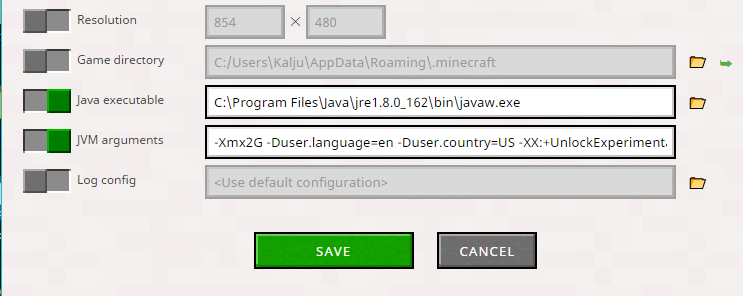 Resolution 854 × 480
Game directory C:/Users\Kalju\AppData\Roaming\.minecraft
Java executable C:\Program Files\Java\jre1.8.0_162\bin\javaw.exe
JVM arguments -Xmx2G -Duser.language=en -Duser.country=US -XX:+UnlockExperimenta
Log config <Use default configuration>
SAVE CANCEL